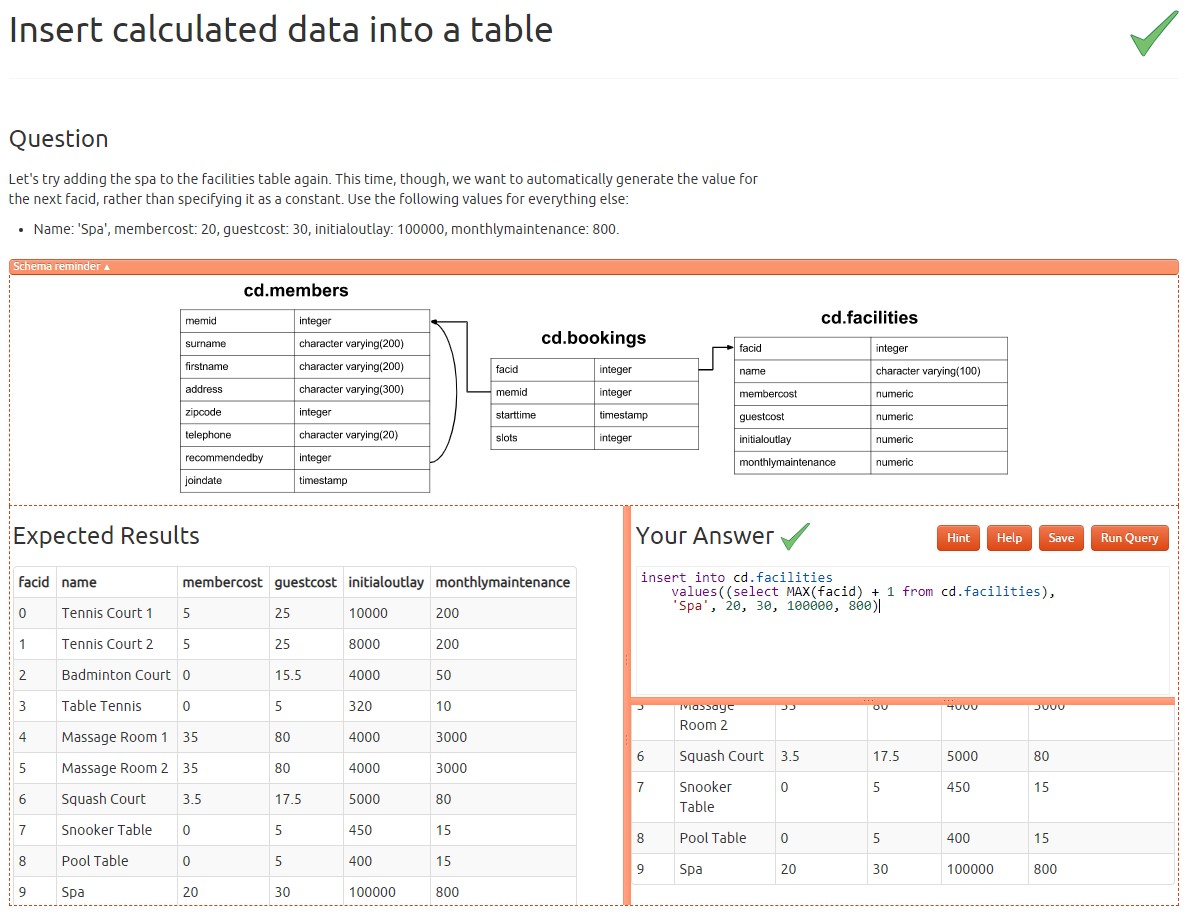 Insert calculated data into a table
Question
Let's try adding the spa to the facilities table again. This time, though, we want to automatically generate the value for
the next facid, rather than specifying it as a constant. Use the following values for everything else:
• Name: 'Spa', membercost: 20, guestcost: 30, initialoutlay: 100000, monthlymaintenance: 800.
Schema reminder ▴
cd.members
memid integer
surname character varying(200)
firstname character varying(200)
address character varying(300)
zipcode integer
telephone character varying(20)
recommendedby integer
joindate timestamp
cd.bookings
facid integer
memid integer
starttime timestamp
slots integer
cd.facilities
facid integer
name character varying(100)
membercost numeric
guestcost numeric
initialoutlay numeric
monthlymaintenance numeric
Expected Results
facid name membercost guestcost initialoutlay monthlymaintenance
0 Tennis Court 1 5 25 10000 200
1 Tennis Court 2 5 25 8000 200
2 Badminton Court 0 15.5 4000 50
3 Table Tennis 0 5 320 10
4 Massage Room 1 35 80 4000 3000
5 Massage Room 2 35 80 4000 3000
6 Squash Court 3.5 17.5 5000 80
7 Snooker Table 0 5 450 15
8 Pool Table 0 5 400 15
9 Spa 20 30 100000 800
Your Answer
Hint Help Save Run Query
insert into cd.facilities
values((select MAX(facid) + 1 from cd.facilities),
'Spa', 20, 30, 100000, 800)
5 Massage 35 80 4000 3000
Room 2
6 Squash Court 3.5 17.5 5000 80
7 Snooker 0 5 450 15
Table
8 Pool Table 0 5 400 15
9 Spa 20 30 100000 800